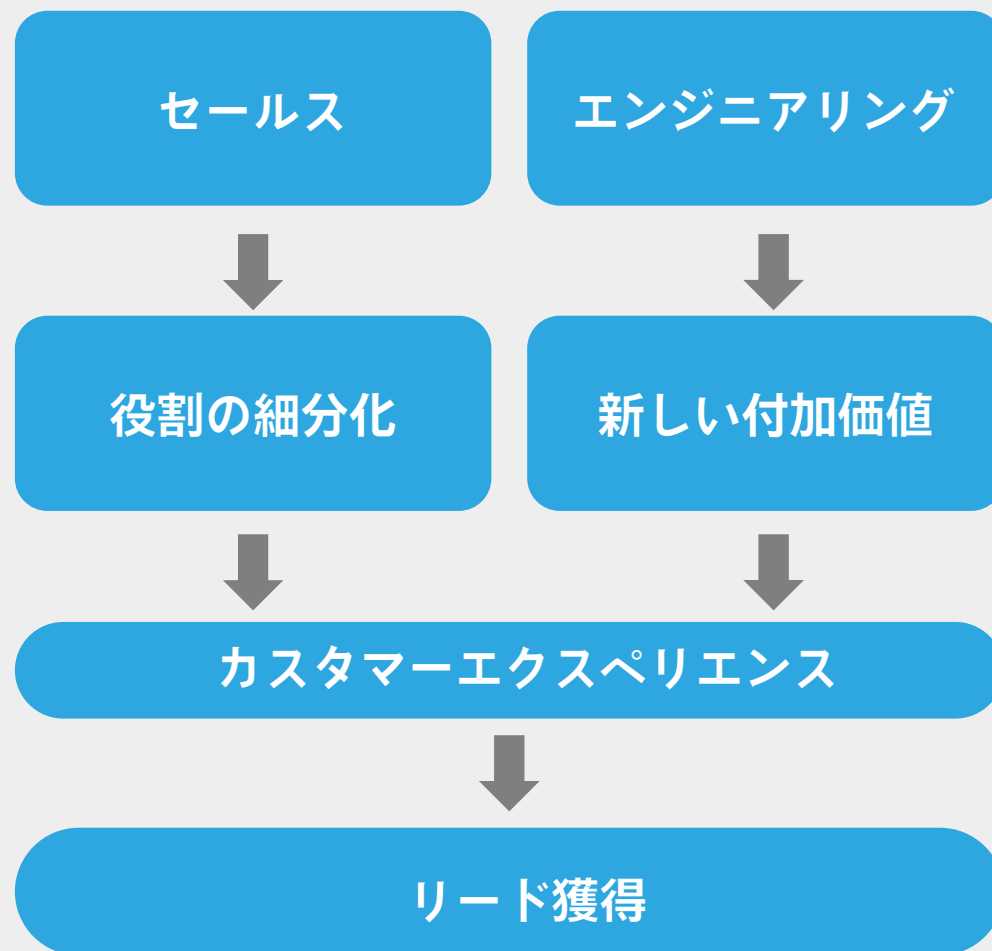 セールス
エンジニアリング
役割の細分化
新しい付加価値
カスタマーエクスペリエンス
リード獲得